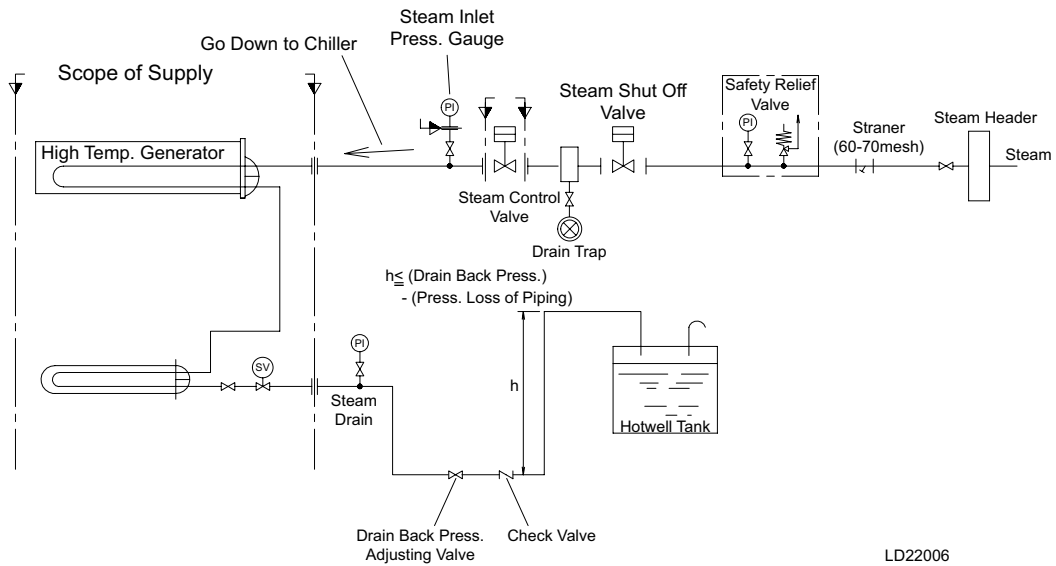 Steam Inlet
Press. Gauge
Go Down to Chiller
Scope of Supply
Steam Shut Off
Valve
Safety Relief
Valve
Steam Header
PI
PI
Straner
(60-70mesh)
High Temp. Generator
Steam
Steam Control
Valve
Drain Trap
h≦ (Drain Back Press.)
- (Press. Loss of Piping)
PI
SV
h
Steam
Drain
Hotwell Tank
Drain Back Press.
Adjusting Valve
Check Valve
LD22006